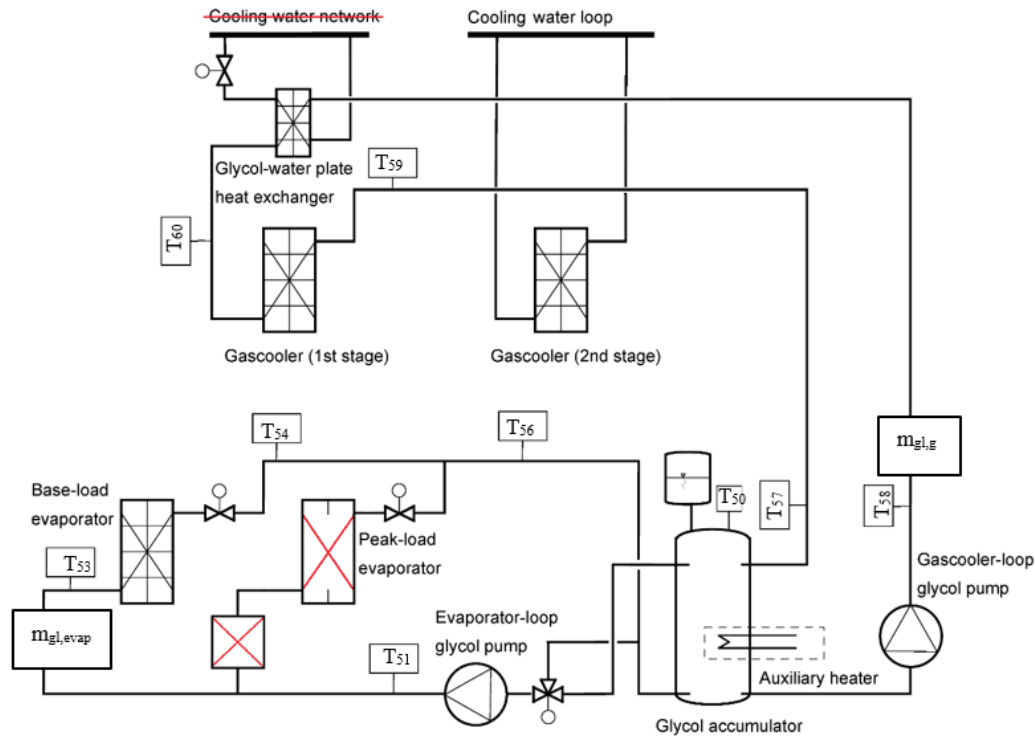 Cooling water network
Cooling water loop
Glycol-water plate
heat exchanger
T59
T60
Gascooler (1st stage)
Gascooler (2nd stage)
T54
T56
mgl,g
Base-load
evaporator
T50
T57
T58
Peak-load
evaporator
T53
Gascooler-loop
glycol pump
mgl,evap
Evaporator-loop
glycol pump
T51
Auxiliary heater
Glycol accumulator